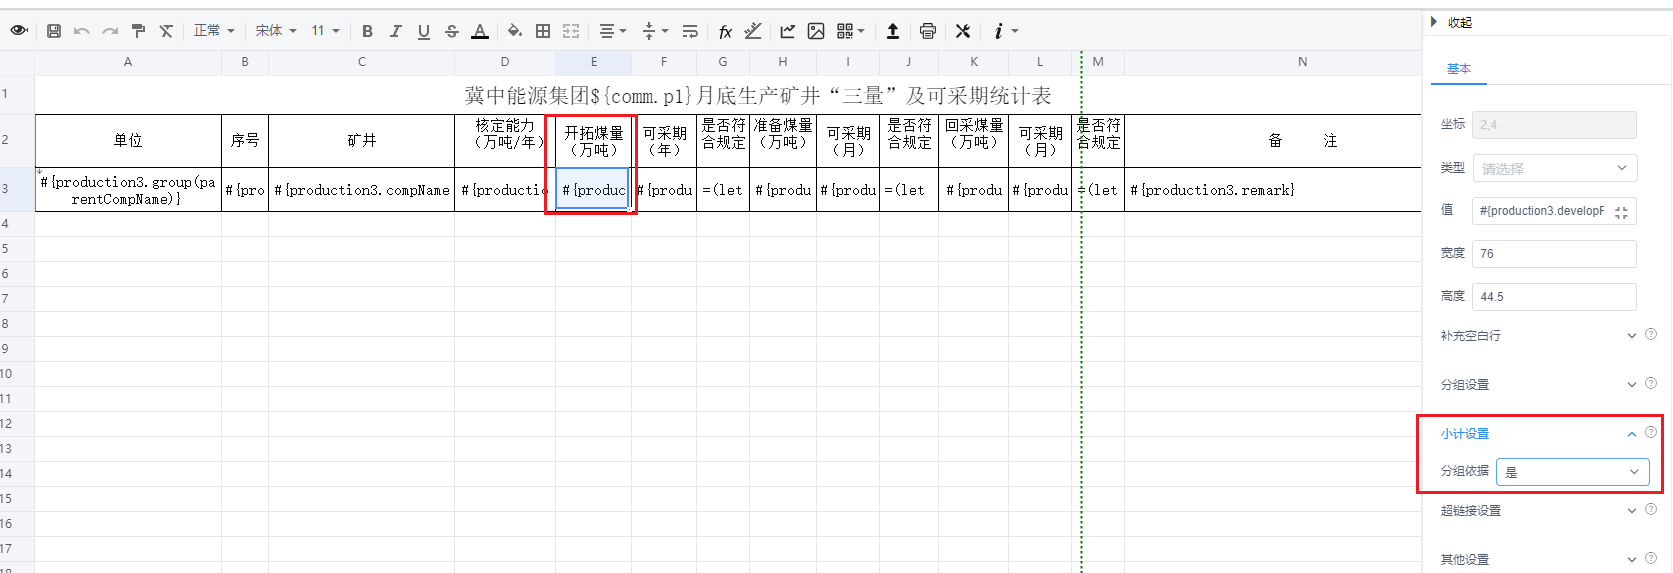 正常 宋体 11 B I U S A fx i
收起
基本
A B C D E F G H I J K L M N
1 冀中能源集团${comm.p1}月底生产矿井“三量”及可采期统计表
2 单位 序号 矿井 核定能力（万吨/年） 开拓煤量（万吨） 可采期（年） 是否符合规定 准备煤量（万吨） 可采期（月） 是否符合规定 回采煤量（万吨） 可采期（月） 是否符合规定 备 注
3 #{production3.group(parentCompName)} #{pro #{production3.compName #{productio #{produc #{produ =(let #{produ #{produ =(let #{produ #{produ =(let #{production3.remark}
4
5
6
7
8
9
10
11
12
13
14
15
16
17
18
坐标 2,4
类型 请选择
值 #{production3.developF
宽度 76
高度 44.5
补充空白行
分组设置
小计设置
分组依据 是
超链接设置
其他设置